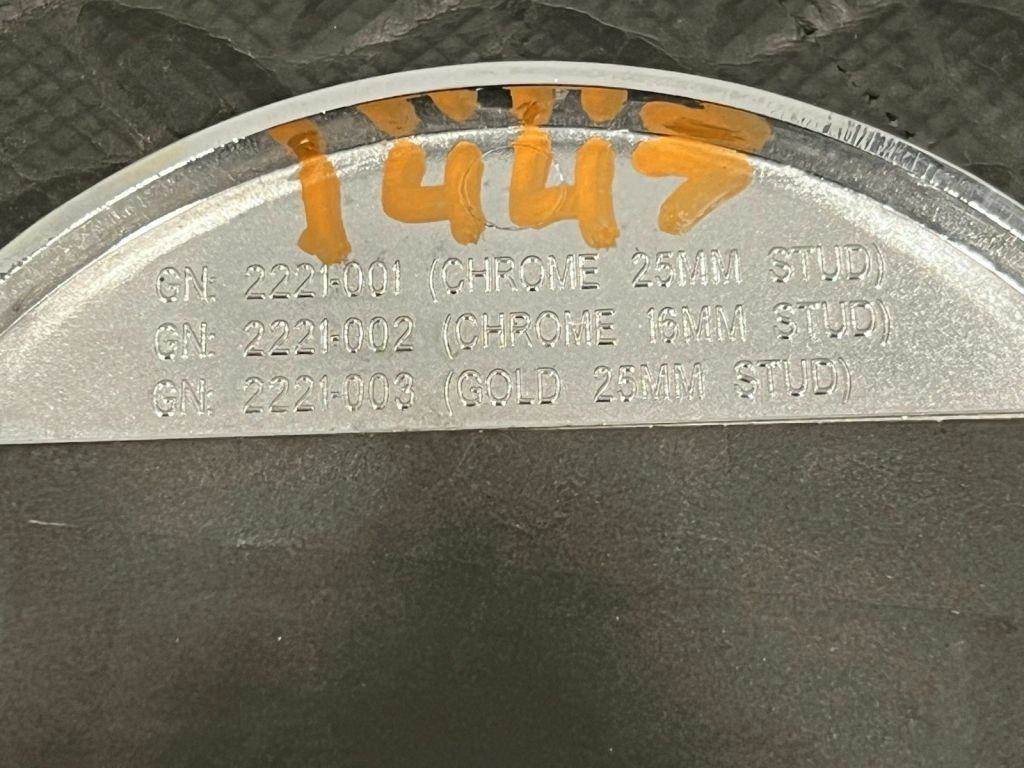 1447
GN: 2221-001 (CHROME 25MM STUD)
GN: 2221-002 (CHROME 16MM STUD)
GN: 2221-003 (GOLD 25MM STUD)